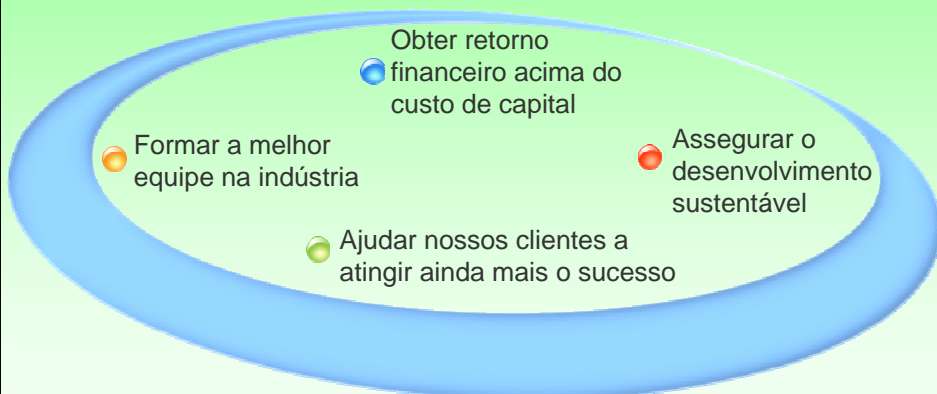 Obter retorno
financeiro acima do
custo de capital
Formar a melhor
equipe na indústria
Assegurar o
desenvolvimento
sustentável
Ajudar nossos clientes a
atingir ainda mais o sucesso